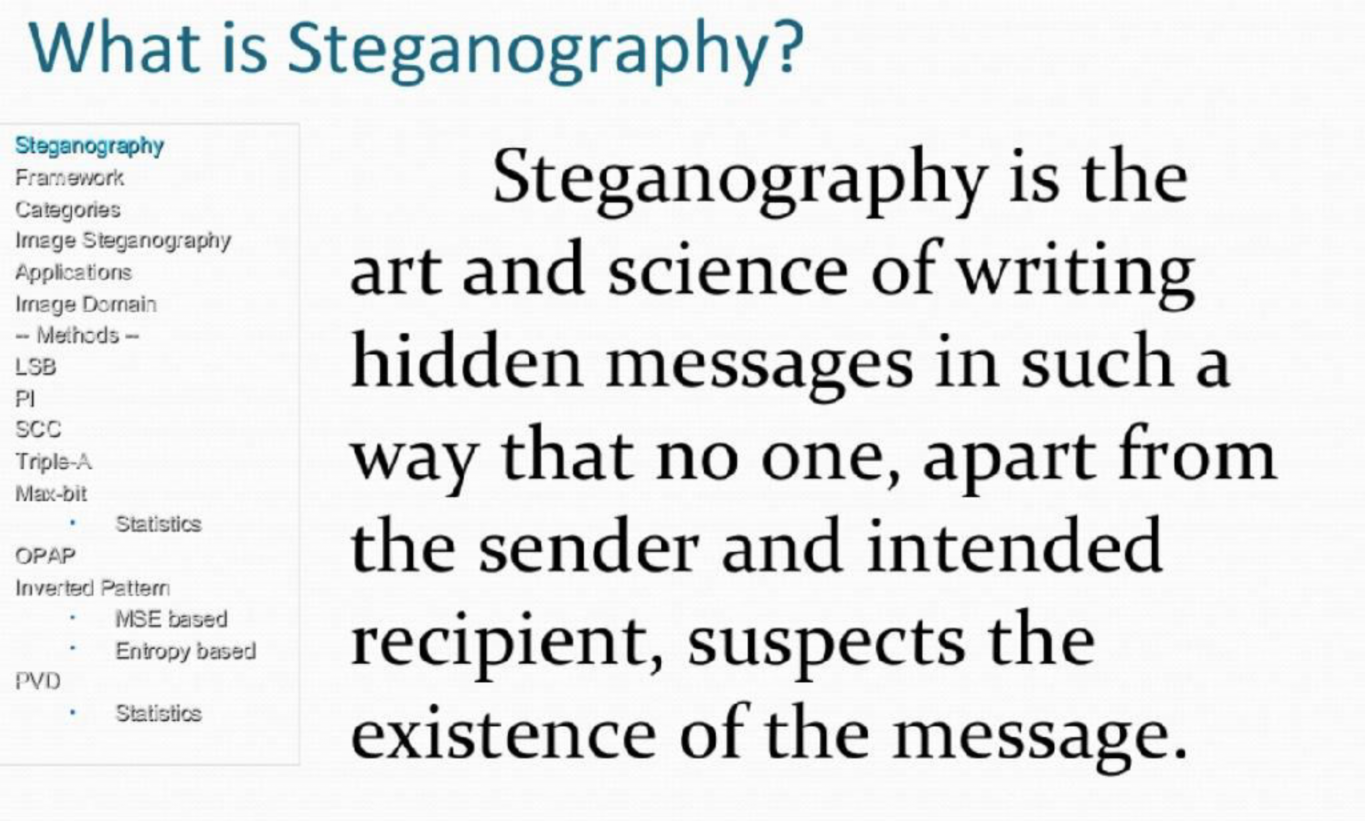 What is Steganography?
Steganography
Framework
Categories
Image Steganography
Applications
Image Domain
-- Methods --
LSB
PI
SCC
Triple-A
Max-bit
• Statistics
OPAP
Inverted Pattern
• MSE based
• Entropy based
PVD
• Statistics
Steganography is the
art and science of writing
hidden messages in such a
way that no one, apart from
the sender and intended
recipient, suspects the
existence of the message.